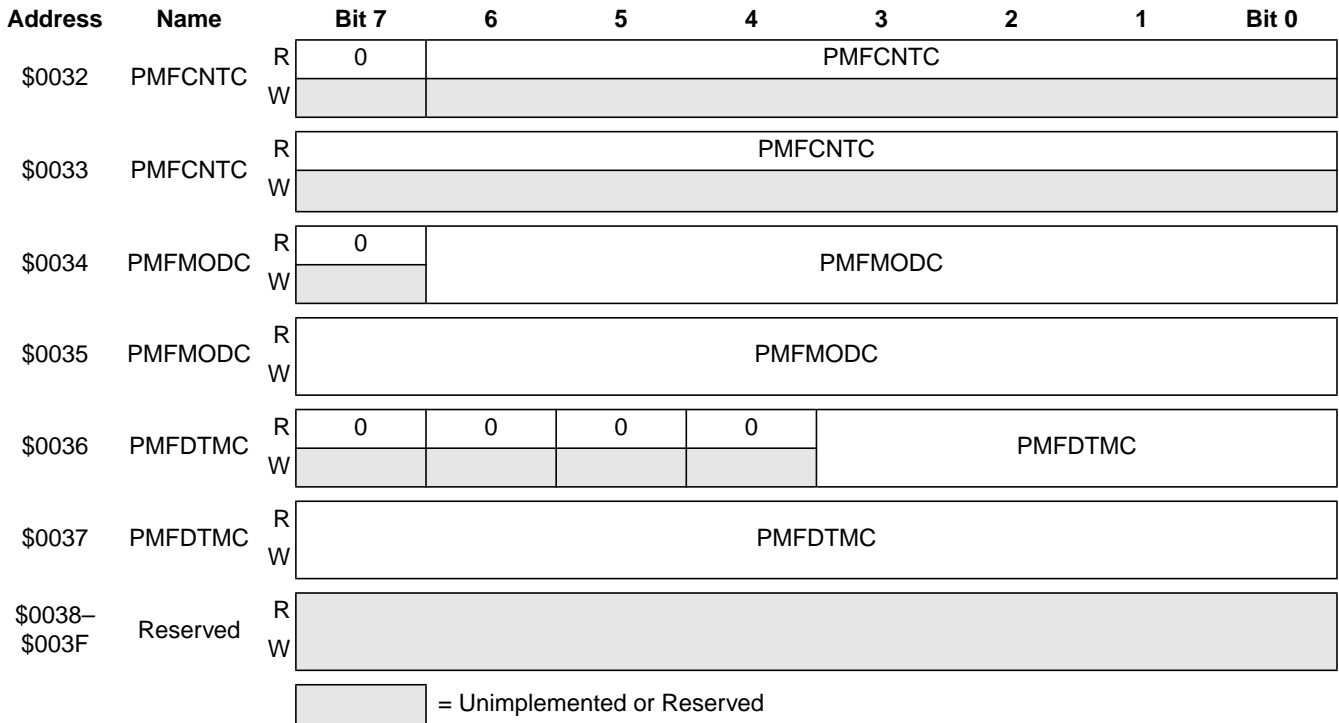 Address Name Bit 7 6 5 4 3 2 1 Bit 0
$0032 PMFCNTC R 0 PMFCNTC
W
$0033 PMFCNTC R PMFCNTC
W
$0034 PMFMODC R 0 PMFMODC
W
$0035 PMFMODC R PMFMODC
W
$0036 PMFDTMC R 0 0 0 0 PMFDTMC
W
$0037 PMFDTMC R PMFDTMC
W
$0038–
$003F Reserved R
W
= Unimplemented or Reserved